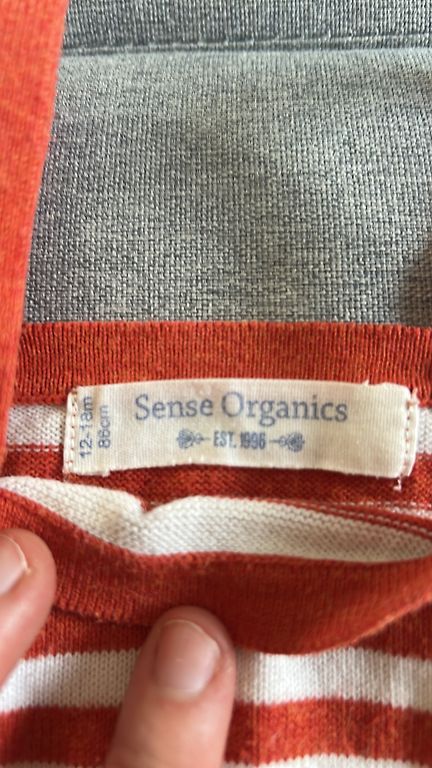 12-18m
86cm
Sense Organics
EST. 1996